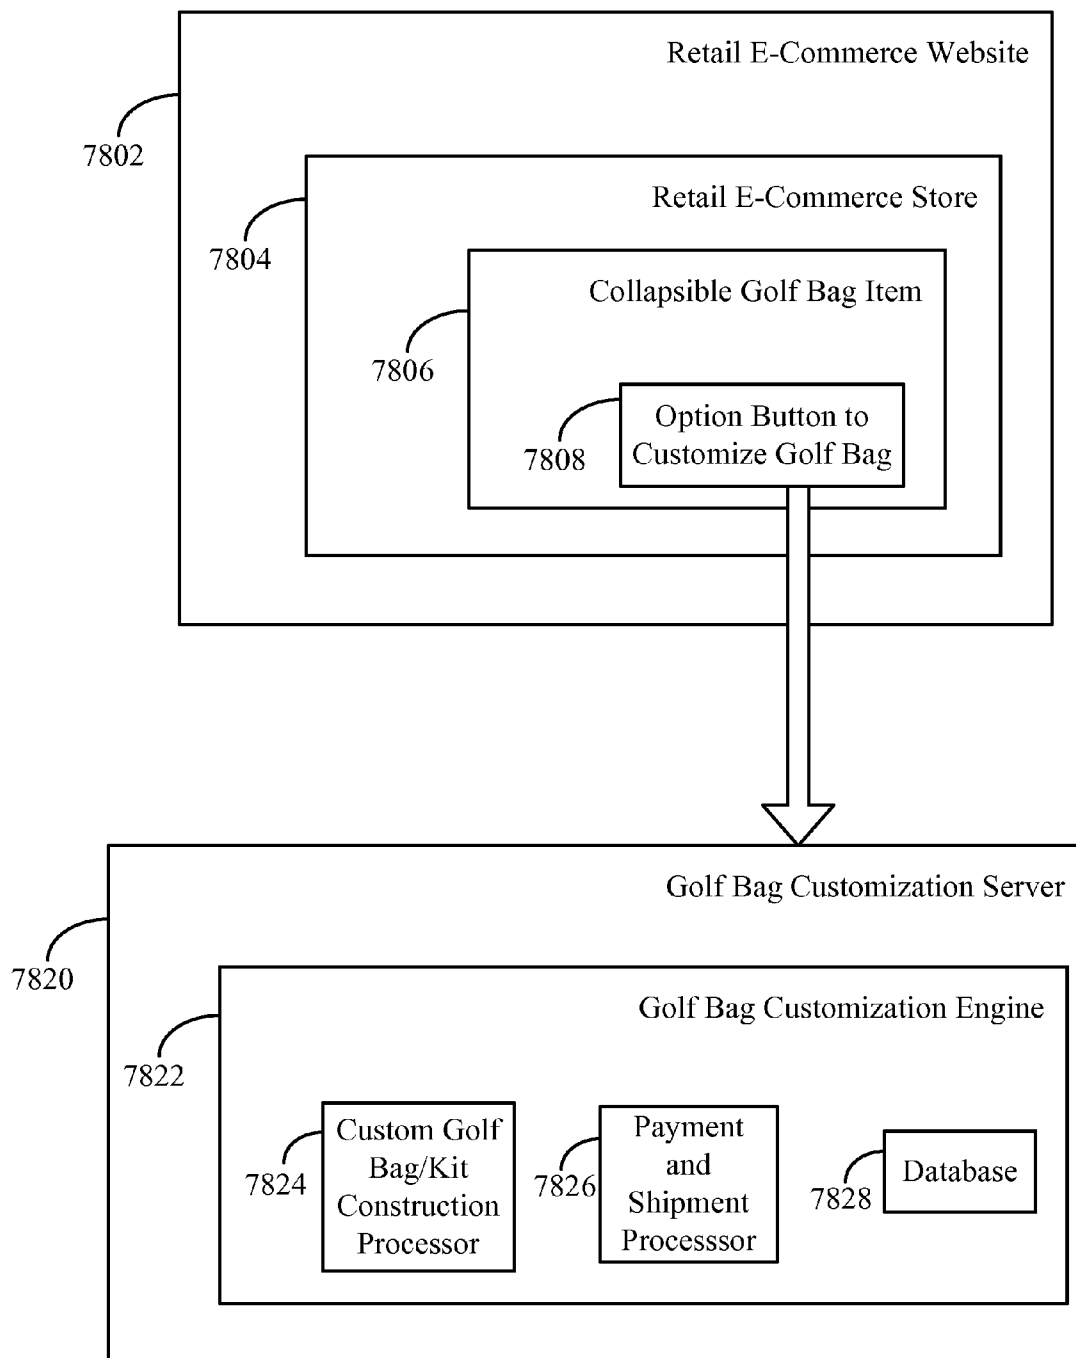 Retail E-Commerce Website
7802
Retail E-Commerce Store
7804
Collapsible Golf Bag Item
7806
Option Button to
Customize Golf Bag
7808
Golf Bag Customization Server
7820
Golf Bag Customization Engine
7822
Custom Golf
Bag/Kit
Construction
Processor
7824
Payment
and
Shipment
Processsor
7826
Database
7828